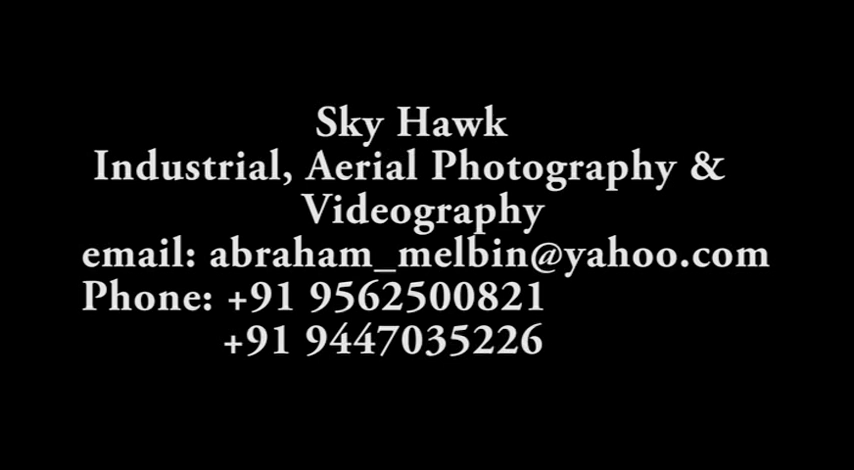 Sky Hawk
Industrial, Aerial Photography &
Videography
email: abraham_melbin@yahoo.com
Phone: +91 9562500821
+91 9447035226